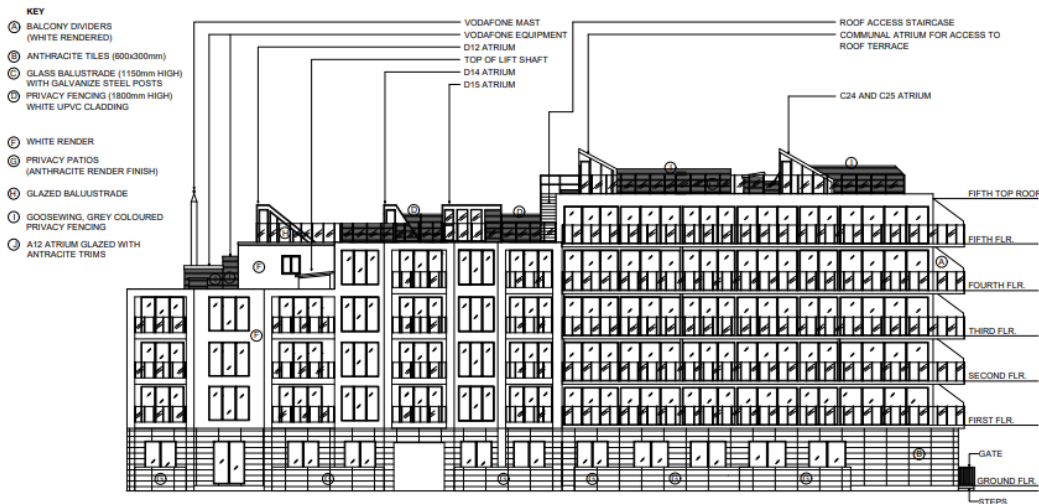 KEY
A BALCONY DIVIDERS
(WHITE RENDERED)
B ANTHRACITE TILES (600x300mm)
C GLASS BALUSTRADE (1150mm HIGH)
WITH GALVANIZE STEEL POSTS
D PRIVACY FENCING (1800mm HIGH)
WHITE UPVC CLADDING
F WHITE RENDER
G PRIVACY PATIOS
(ANTHRACITE RENDER FINISH)
H GLAZED BALUUSTRADE
I GOOSEWING, GREY COLOURED
PRIVACY FENCING
J A12 ATRIUM GLAZED WITH
ANTRACITE TRIMS
VODAFONE MAST
VODAFONE EQUIPMENT
D12 ATRIUM
TOP OF LIFT SHAFT
D14 ATRIUM
D15 ATRIUM
ROOF ACCESS STAIRCASE
COMMUNAL ATRIUM FOR ACCESS TO
ROOF TERRACE
C24 AND C25 ATRIUM
J
I
D
D
H
F
A
F
B
G
G
G
G
G
G
FIFTH TOP ROOF
FIFTH FLR.
FOURTH FLR.
THIRD FLR.
SECOND FLR.
FIRST FLR.
GATE
GROUND FLR.
STEPS